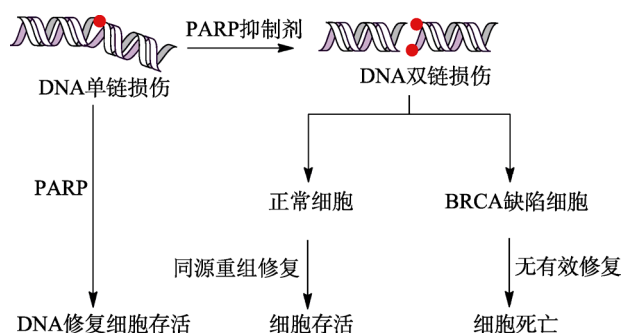 PARP抑制剂
DNA单链损伤
DNA双链损伤
PARP
正常细胞
BRCA缺陷细胞
同源重组修复
无有效修复
DNA修复细胞存活
细胞存活
细胞死亡